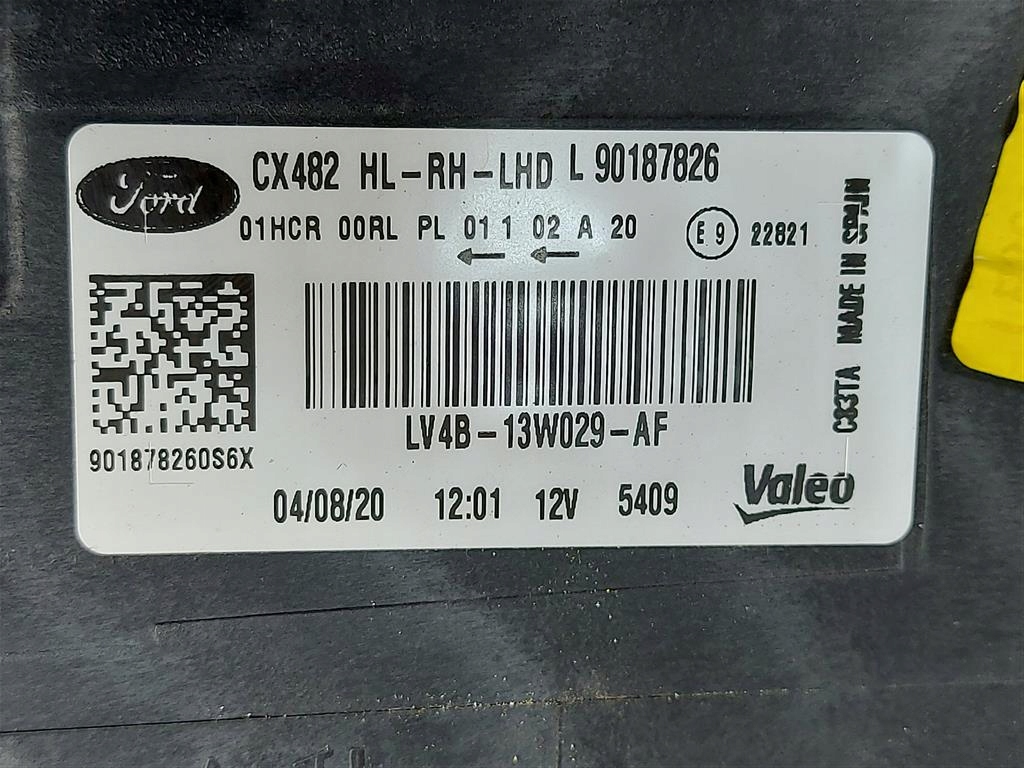 Ford
CX482 HL-RH-LHD L 90187826
01HCR 00RL PL 01 1 02 A 20
E 9 22821
LV4B-13W029-AF
901878260S6X
04/08/20 12:01 12V 5409
Valeo
C83TA MADE IN SPAIN